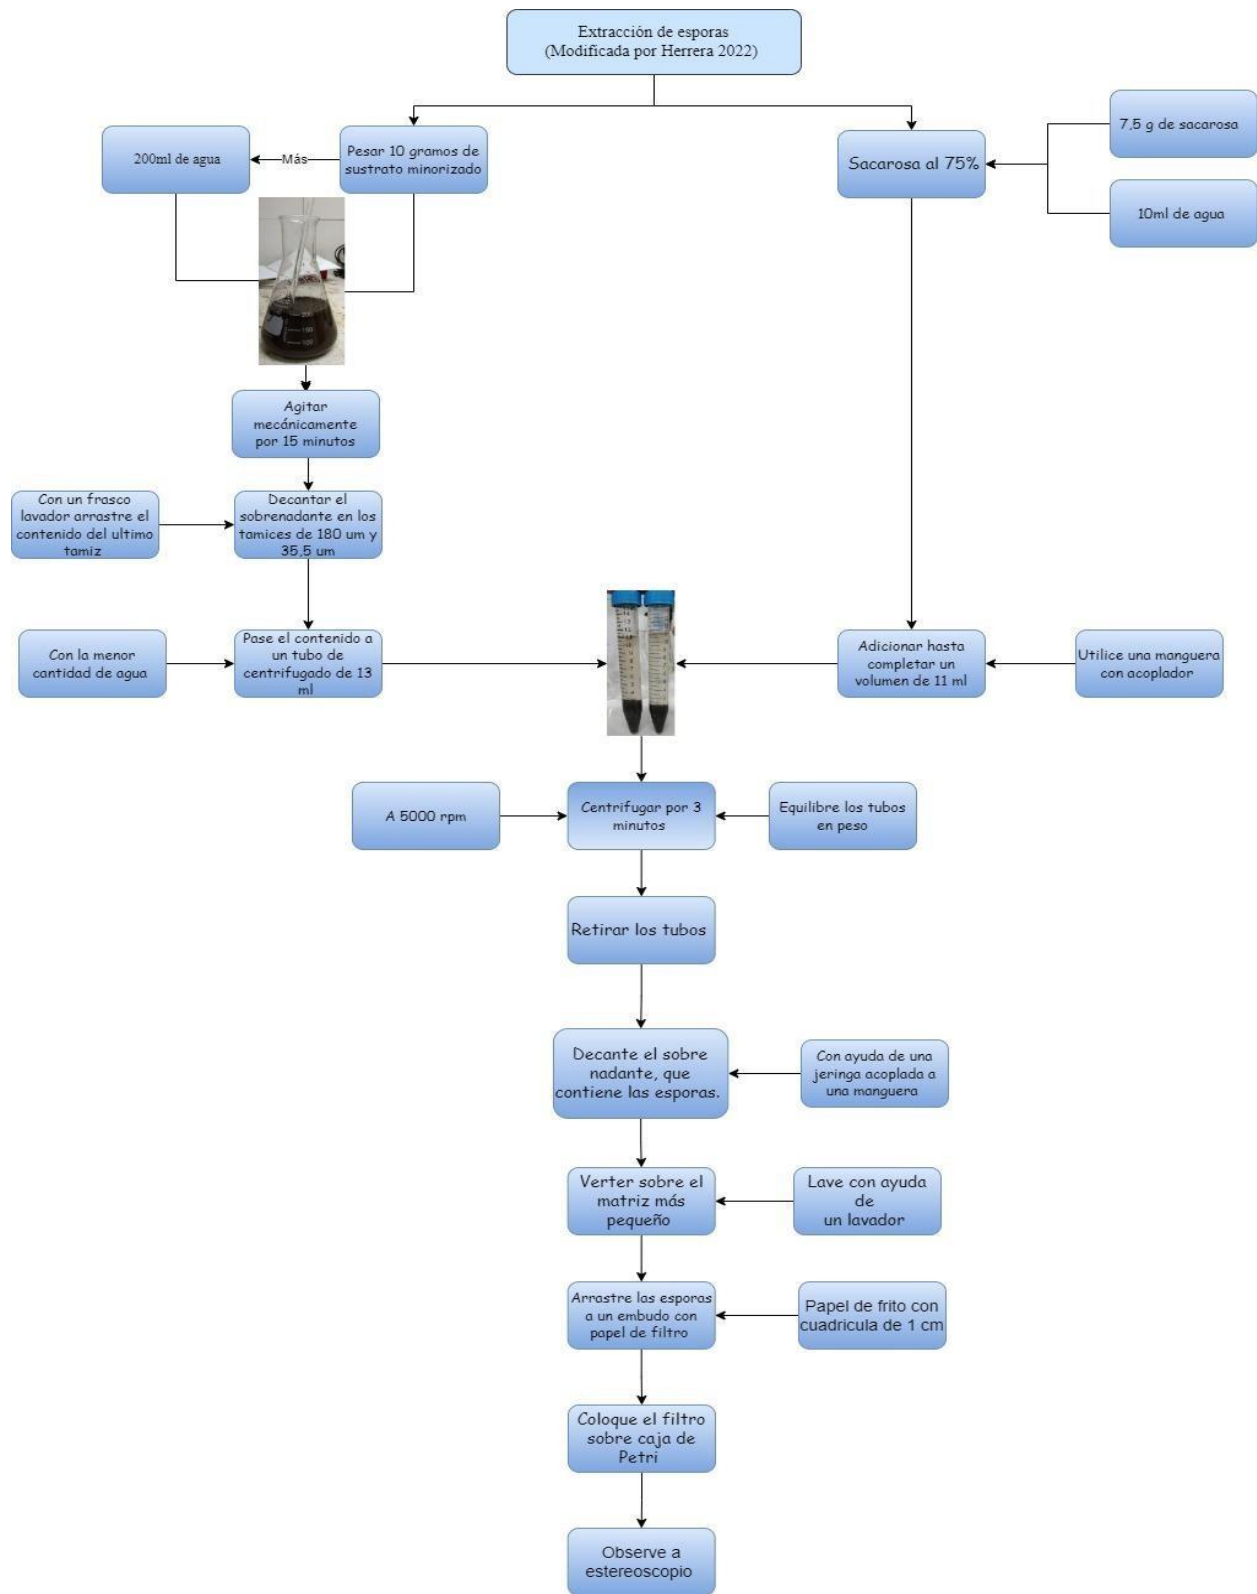 Extracción de esporas
(Modificada por Herrera 2022)
200ml de agua
Más
Pesar 10 gramos de
sustrato minorizado
Sacarosa al 75%
7,5 g de sacarosa
10ml de agua
200
150
100
Agitar
mecánicamente
por 15 minutos
Con un frasco
lavador arrastre el
contenido del ultimo
tamiz
Decantar el
sobrenadante en los
tamices de 180 um y
35,5 um
Con la menor
cantidad de agua
Pase el contenido a
un tubo de
centrifugado de 13
ml
Adicionar hasta
completar un
volumen de 11 ml
Utilice una manguera
con acoplador
A 5000 rpm
Centrifugar por 3
minutos
Equilibre los tubos
en peso
Retirar los tubos
Decante el sobre
nadante, que
contiene las esporas.
Con ayuda de una
jeringa acoplada a
una manguera
Verter sobre el
matriz más
pequeño
Lave con ayuda
de
un lavador
Arrastre las esporas
a un embudo con
papel de filtro
Papel de frito con
cuadricula de 1 cm
Coloque el filtro
sobre caja de
Petri
Observe a
estereoscopio